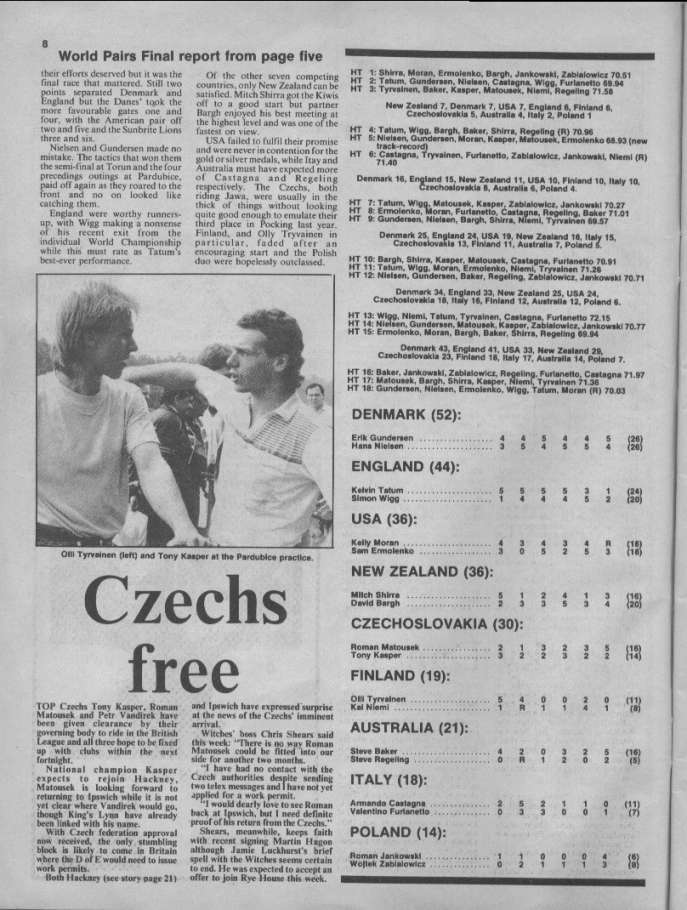 8
World Pairs Final report from page five
their efforts deserved but it was the
final race that mattered. Still two
points separated Denmark and
England but the Danes' took the
more favourable gates one and
four, with the American pair off
two and five and the Sunbrite Lions
three and six.
Nielsen and Gundersen made no
mistake. The tactics that won them
the semi-final at Torun and the four
precedings outings at Pardubice,
paid off again as they roared to the
front and no on looked like
catching them.
England were worthy runners-
up, with Wigg making a nonsense
of his recent exit from the
individual World Championship
while this must rate as Tatum's
best-ever performance.
Of the other seven competing
countries, only New Zealand can be
satisfied. Mitch Shirra got the Kiwis
off to a good start but partner
Bargh enjoyed his best meeting at
the highest level and was one of the
fastest on view.
USA failed to fulfil their promise
and were never in contention for the
gold or silver medals, while Itay and
Australia must have expected more
of Castagna and Regeling
respectively. The Czechs, both
riding Jawa, were usually in the
thick of things without looking
quite good enough to emulate their
third place in Pocking last year.
Finland, and Olly Tryvainen in
particular, faded after an
encouraging start and the Polish
duo were hopelessly outclassed.
Olli Tyrvainen (left) and Tony Kasper at the Pardubice practice.
Czechs
free
TOP Czechs Tony Kasper, Roman
Matousek and Petr Vandirek have
been given clearance by their
governing body to ride in the British
League and all three hope to be fixed
up with clubs within the next
fortnight.
National champion Kasper
expects to rejoin Hackney,
Matousek is looking forward to
returning to Ipswich while it is not
yet clear where Vandirek would go,
though King's Lynn have already
been linked with his name.
With Czech federation approval
now received, the only stumbling
block is likely to come in Britain
where the D of E would need to issue
work permits.
Both Hackney (see story page 21)
and Ipswich have expressed surprise
at the news of the Czechs' imminent
arrival.
Witches' boss Chris Shears said
this week: "There is no way Roman
Matousek could be fitted into our
side for another two months.
"I have had no contact with the
Czech authorities despite sending
two telex messages and I have not yet
applied for a work permit.
"I would dearly love to see Roman
back at Ipswich, but I need definite
proof of his return from the Czechs."
Shears, meanwhile, keeps faith
with recent signing Martin Hagon
although Jamie Luckhurst's brief
spell with the Witches seems certain
to end. He was expected to accept an
offer to join Rye House this week.
HT 1: Shirra, Moran, Ermolenko, Bargh, Jankowski, Zabialowicz 70.51
HT 2: Tatum, Gundersen, Nielsen, Castagna, Wigg, Furlanetto 69.94
HT 3: Tyrvainen, Baker, Kasper, Matousek, Niemi, Regeling 71.58
New Zealand 7, Denmark 7, USA 7, England 6, Finland 6,
Czechoslovakia 5, Australia 4, Italy 2, Poland 1
HT 4: Tatum, Wigg, Bargh, Baker, Shirra, Regeling (R) 70.96
HT 5: Nielsen, Gundersen, Moran, Kasper, Matousek, Ermolenko 68.93 (new
track-record)
HT 6: Castagna, Tryvainen, Furlanetto, Zabialowicz, Jankowski, Niemi (R)
71.40
Denmark 16, England 15, New Zealand 11, USA 10, Finland 10, Italy 10,
Czechoslovakia 8, Australia 6, Poland 4.
HT 7: Tatum, Wigg, Matousek, Kasper, Zabialowicz, Jankowski 70.27
HT 8: Ermolenko, Moran, Furlanetto, Castagna, Regeling, Baker 71.01
HT 9: Gundersen, Nielsen, Bargh, Shirra, Niemi, Tyrvainen 69.57
Denmark 25, England 24, USA 19, New Zealand 16, Italy 15,
Czechoslovakia 13, Finland 11, Australia 7, Poland 5.
HT 10: Bargh, Shirra, Kasper, Matousek, Castagna, Furlanetto 70.91
HT 11: Tatum, Wigg, Moran, Ermolenko, Niemi, Tryvainen 71.26
HT 12: Nielsen, Gundersen, Baker, Regeling, Zabialowicz, Jankowski 70.71
Denmark 34, England 33, New Zealand 25, USA 24,
Czechoslovakia 18, Italy 16, Finland 12, Australia 12, Poland 6.
HT 13: Wigg, Niemi, Tatum, Tyrvainen, Castagna, Furlanetto 72.15
HT 14: Nielsen, Gundersen, Matousek, Kasper, Zabialowicz, Jankowski 70.77
HT 15: Ermolenko, Moran, Bargh, Baker, Shirra, Regeling 69.94
Denmark 43, England 41, USA 33, New Zealand 29,
Czechoslovakia 23, Finland 18, Italy 17, Australia 14, Poland 7.
HT 16: Baker, Jankowski, Zabialowicz, Regeling, Furlanetto, Castagna 71.97
HT 17: Matousek, Bargh, Shirra, Kasper, Niemi, Tyrvainen 71.36
HT 18: Gundersen, Nielsen, Ermolenko, Wigg, Tatum, Moran (R) 70.03
DENMARK (52):
Erik Gundersen .................. 4 4 5 4 4 5 (26)
Hans Nielsen ..................... 3 5 4 5 5 4 (26)
ENGLAND (44):
Kelvin Tatum ..................... 5 5 5 5 3 1 (24)
Simon Wigg ...................... 1 4 4 4 5 2 (20)
USA (36):
Kelly Moran ...................... 4 3 4 3 4 R (18)
Sam Ermolenko .................. 3 0 5 2 5 3 (18)
NEW ZEALAND (36):
Mitch Shirra ..................... 5 1 2 4 1 3 (16)
David Bargh ..................... 2 3 3 5 3 4 (20)
CZECHOSLOVAKIA (30):
Roman Matousek ................ 2 1 3 2 3 5 (16)
Tony Kasper ..................... 3 2 2 3 2 2 (14)
FINLAND (19):
Olli Tyrvainen ................... 5 4 0 0 2 0 (11)
Kai Niemi ........................ 1 R 1 1 4 1 (8)
AUSTRALIA (21):
Steve Baker ...................... 4 2 0 3 2 5 (16)
Steve Regeling .................. 0 R 1 2 0 2 (5)
ITALY (18):
Armando Castagna .............. 2 5 2 1 1 0 (11)
Valentino Furlanetto ............ 0 3 3 0 0 1 (7)
POLAND (14):
Roman Jankowski ............... 1 1 0 0 0 4 (6)
Wojtek Zabialowicz ............. 0 2 1 1 1 3 (8)